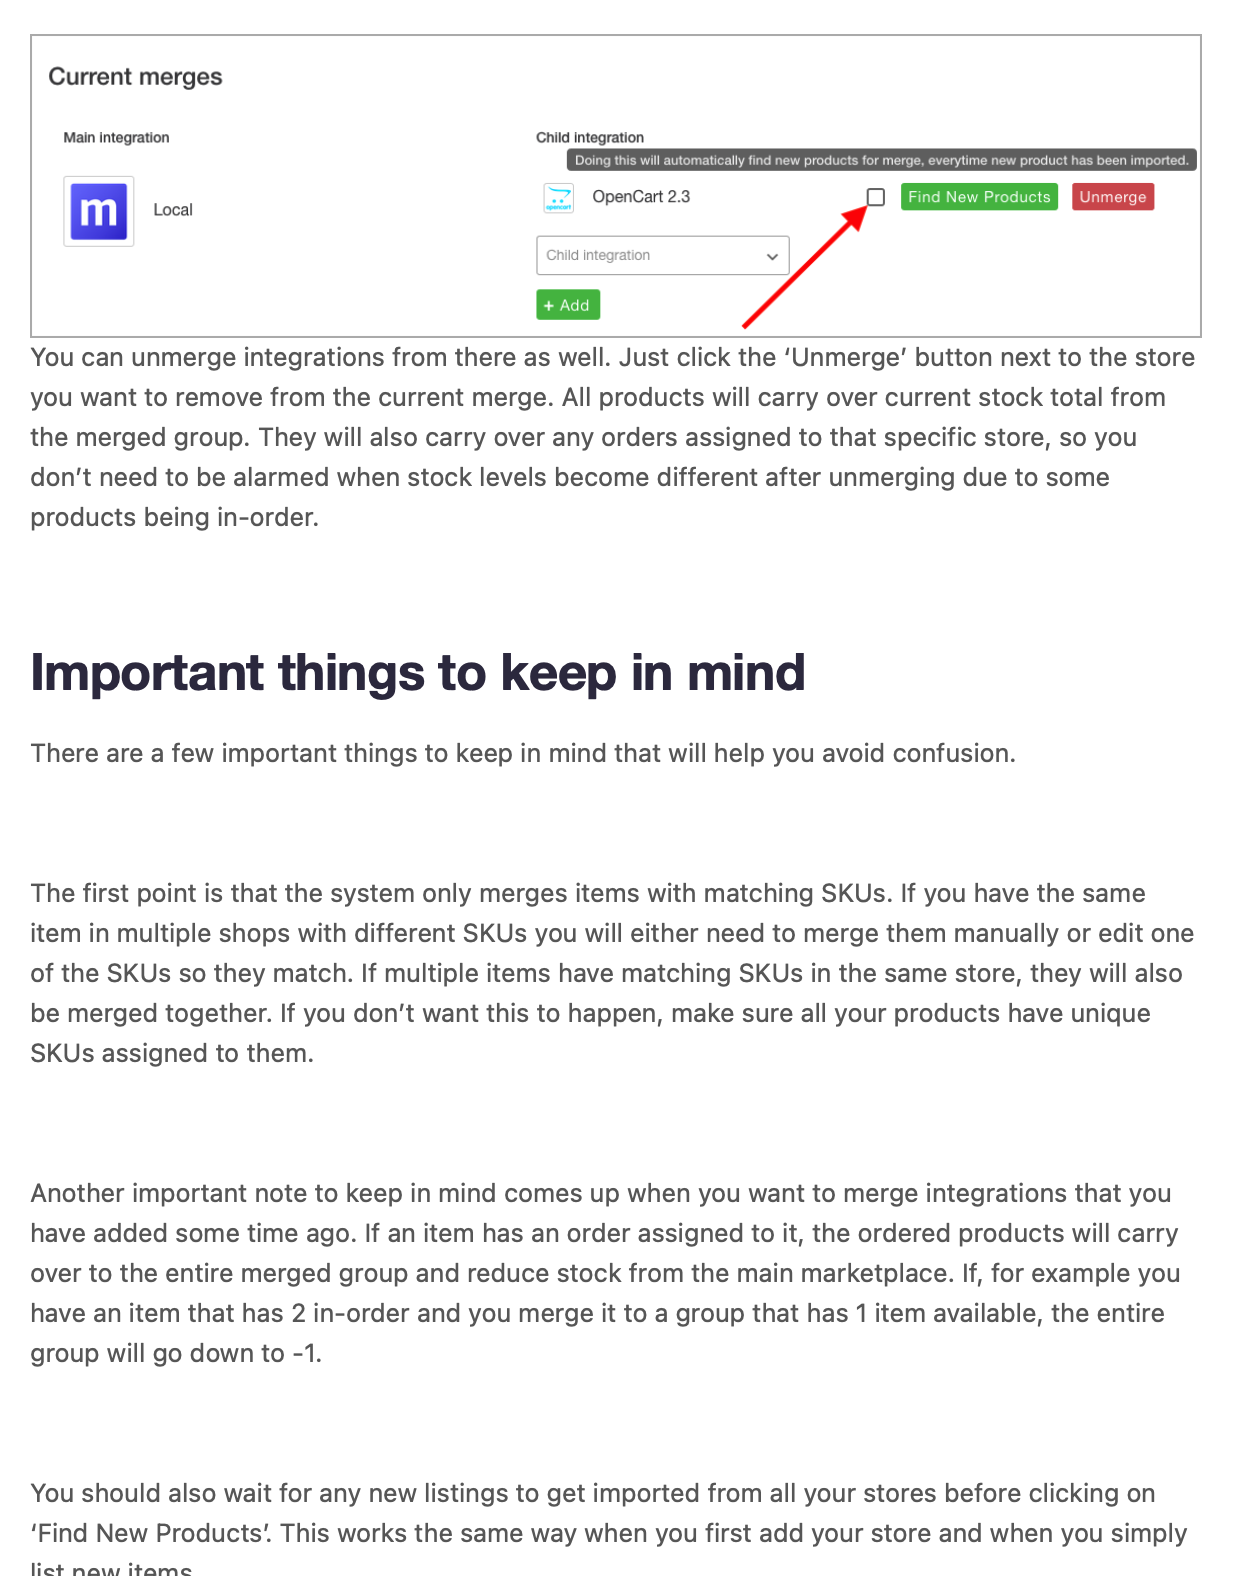 Current merges
Main integration
Child integration
Doing this will automatically find new products for merge, everytime new product has been imported.
m
Local
opencart
OpenCart 2.3
Find New Products
Unmerge
Child integration
+ Add
You can unmerge integrations from there as well. Just click the ‘Unmerge’ button next to the store
you want to remove from the current merge. All products will carry over current stock total from
the merged group. They will also carry over any orders assigned to that specific store, so you
don’t need to be alarmed when stock levels become different after unmerging due to some
products being in-order.
Important things to keep in mind
There are a few important things to keep in mind that will help you avoid confusion.
The first point is that the system only merges items with matching SKUs. If you have the same
item in multiple shops with different SKUs you will either need to merge them manually or edit one
of the SKUs so they match. If multiple items have matching SKUs in the same store, they will also
be merged together. If you don’t want this to happen, make sure all your products have unique
SKUs assigned to them.
Another important note to keep in mind comes up when you want to merge integrations that you
have added some time ago. If an item has an order assigned to it, the ordered products will carry
over to the entire merged group and reduce stock from the main marketplace. If, for example you
have an item that has 2 in-order and you merge it to a group that has 1 item available, the entire
group will go down to -1.
You should also wait for any new listings to get imported from all your stores before clicking on
‘Find New Products’. This works the same way when you first add your store and when you simply
list new items.